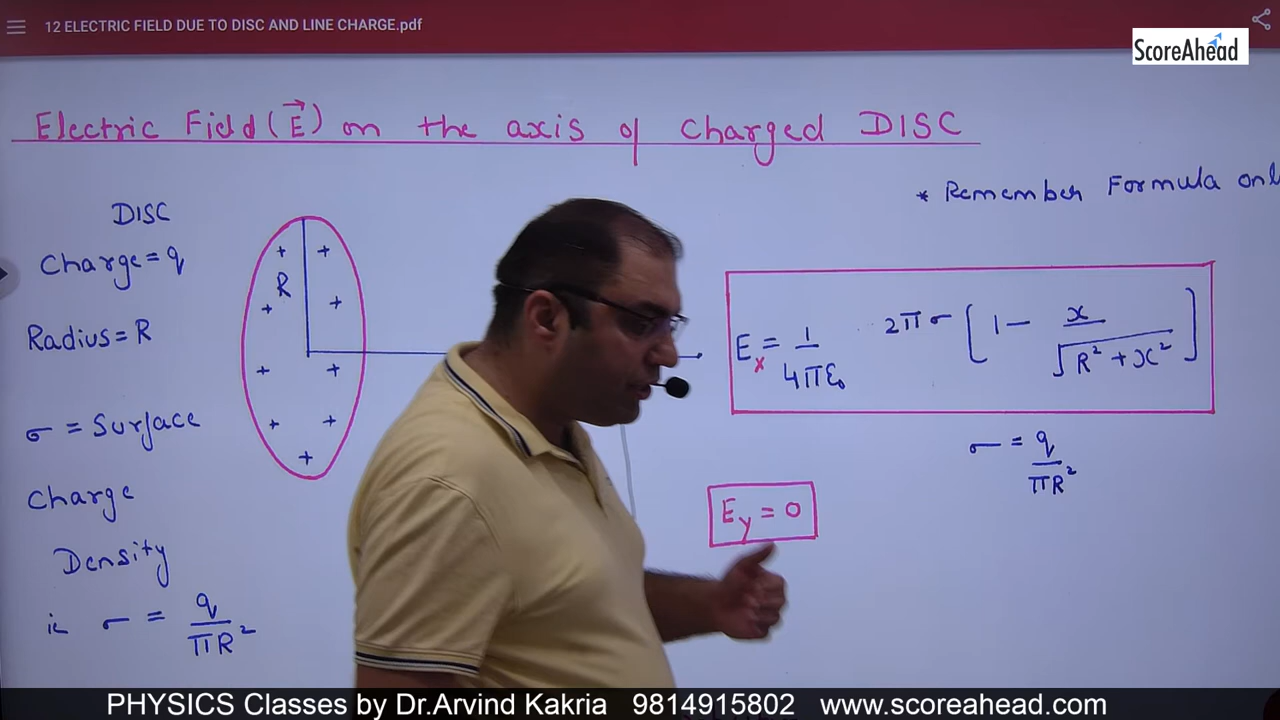 12 ELECTRIC FIELD DUE TO DISC AND LINE CHARGE.pdf
ScoreAhead
Electric Field (E⃗) on the axis of charged DISC
* Remember Formula onl
DISC
Charge = q
Radius = R
σ = Surface
Charge
Density
is σ = q/πR²
+ +
R
+ +
+ +
+ +
+
Eₓ = 1/4πε₀ 2πσ [1 − x/√(R² + x²)]
σ = q/πR²
E_y = 0
PHYSICS Classes by Dr.Arvind Kakria 9814915802 www.scoreahead.com